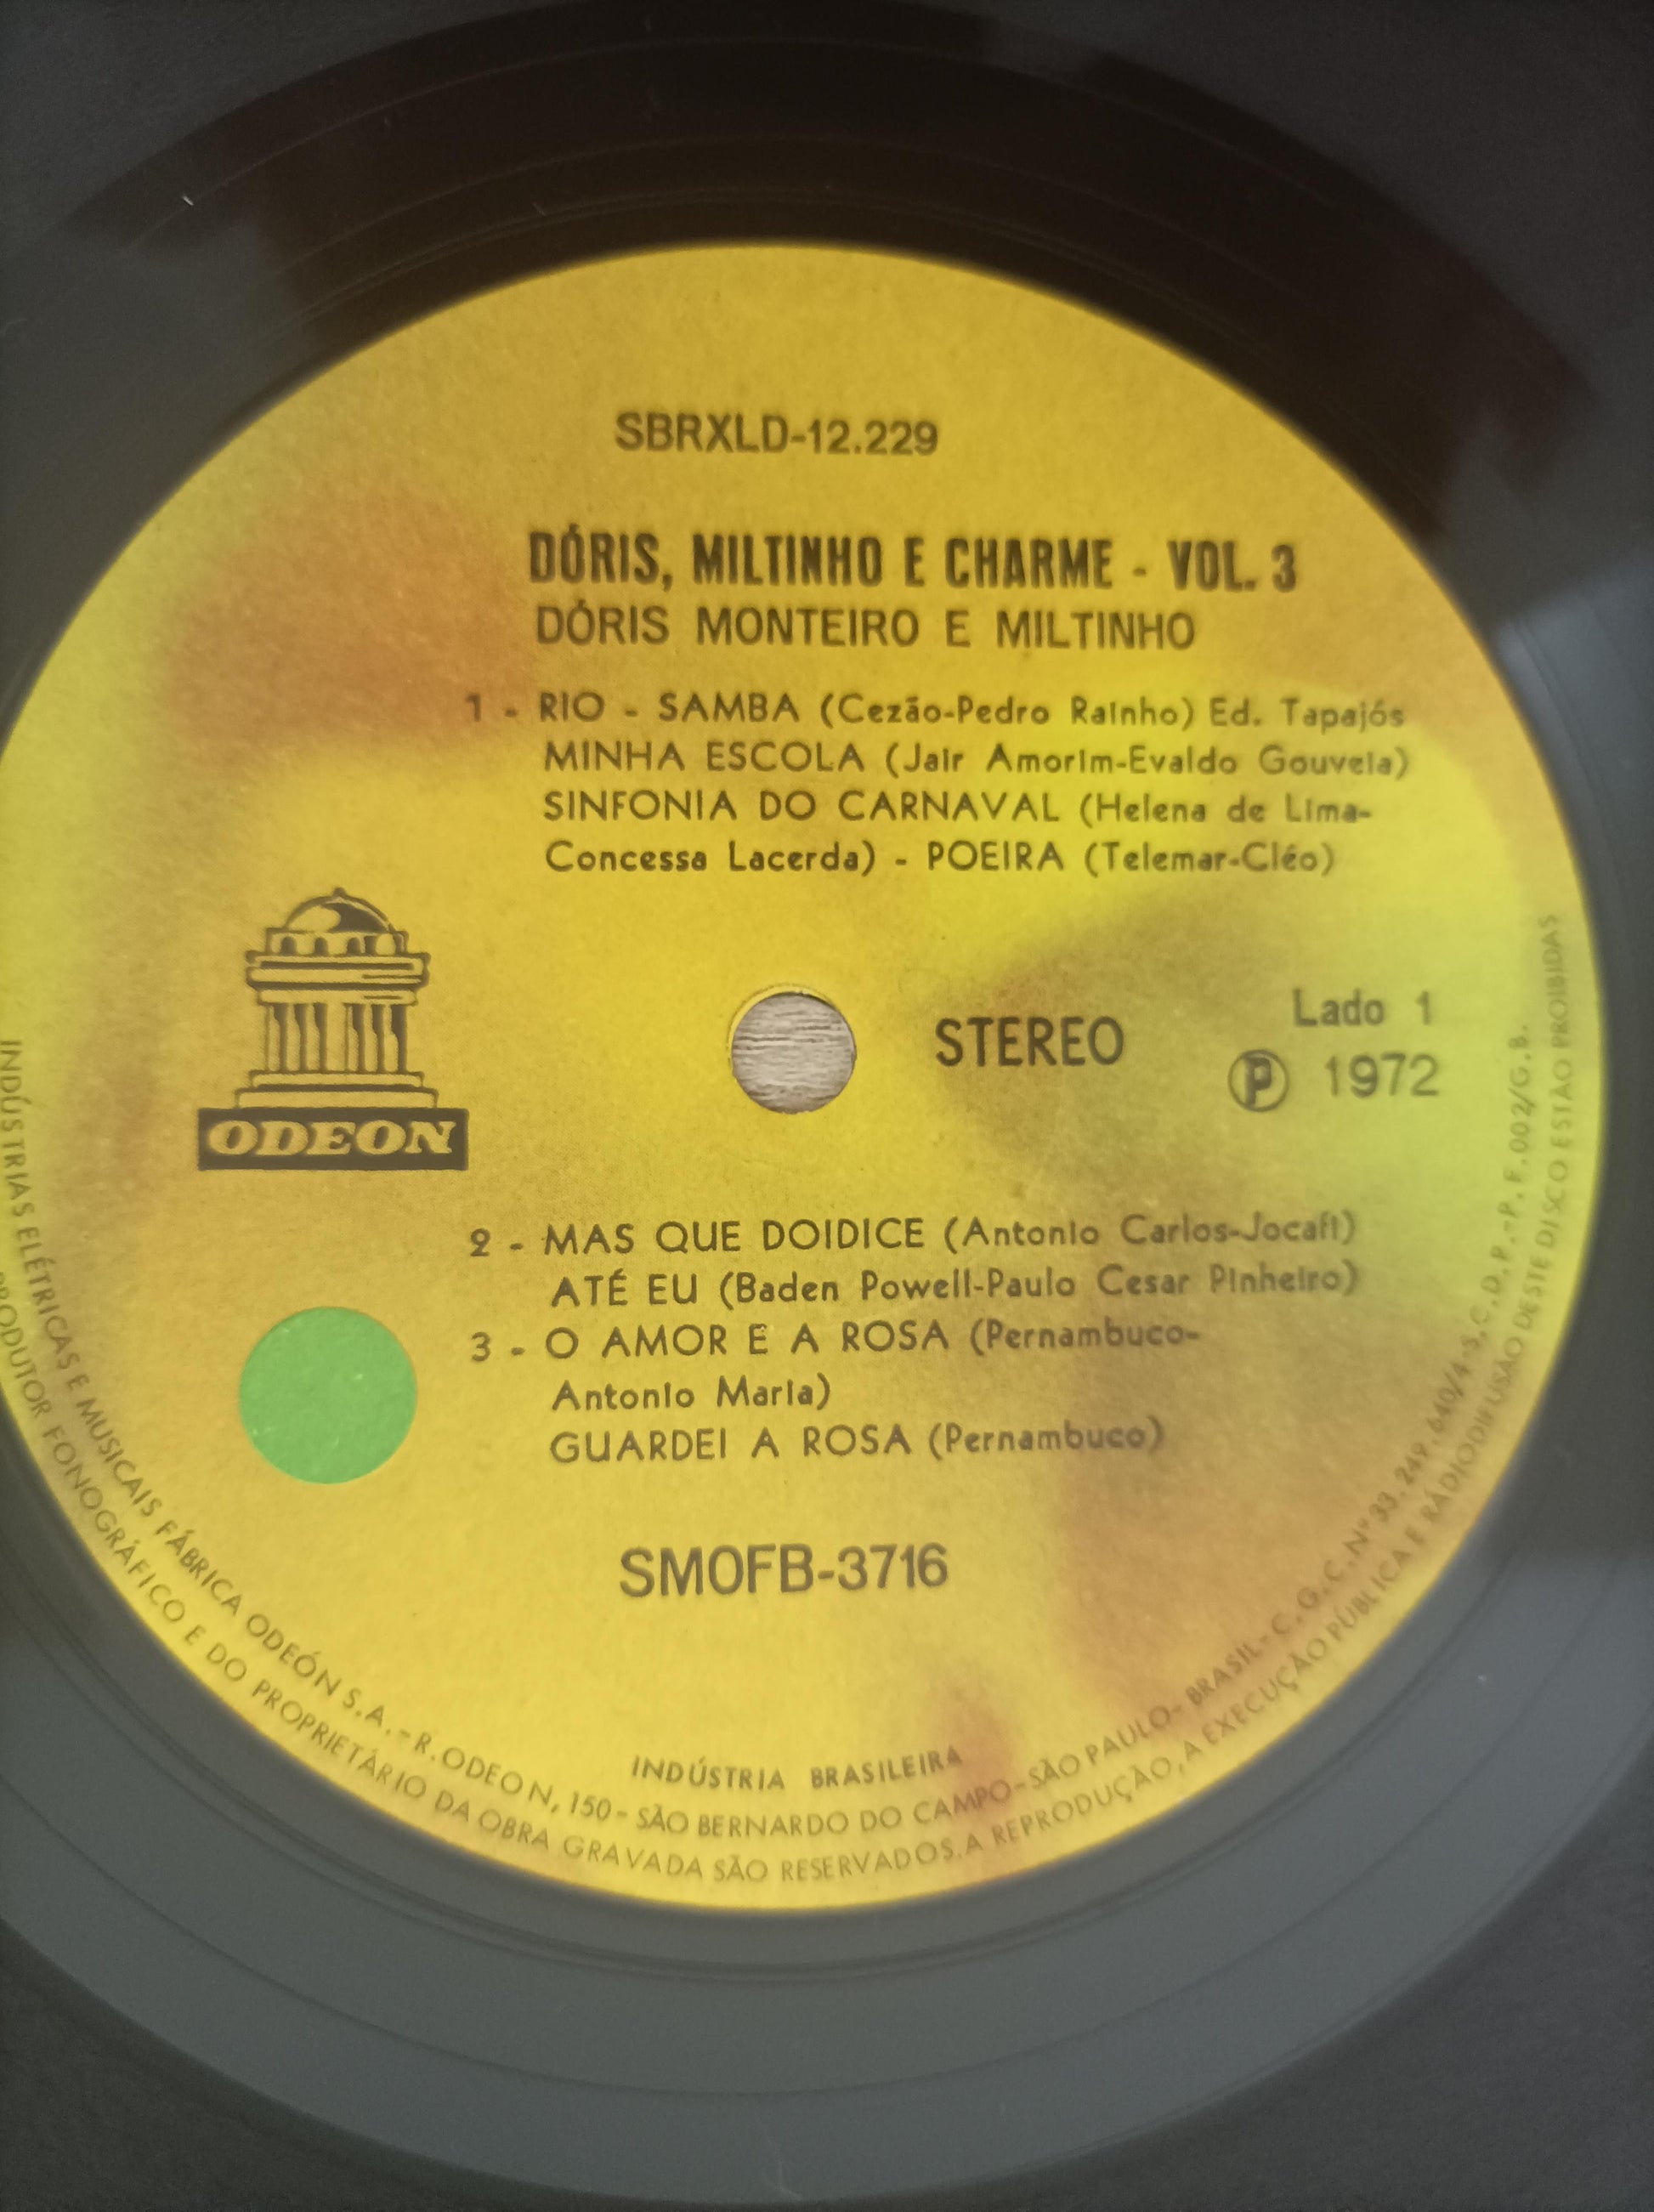 SBRXLD-12.229
DÓRIS, MILTINHO E CHARME - VOL. 3
DÓRIS MONTEIRO E MILTINHO
1 - RIO - SAMBA (Cezão-Pedro Rainho) Ed. Tapajós
MINHA ESCOLA (Jair Amorim-Evaldo Gouveia)
SINFONIA DO CARNAVAL (Helena de Lima-
Concessa Lacerda) - POEIRA (Telemar-Cléo)
ODEON
STEREO
Lado 1
Ⓟ 1972
2 - MAS QUE DOIDICE (Antonio Carlos-Jocafi)
ATÉ EU (Baden Powell-Paulo Cesar Pinheiro)
3 - O AMOR E A ROSA (Pernambuco-
Antonio Maria)
GUARDEI A ROSA (Pernambuco)
SMOFB-3716
INDÚSTRIA BRASILEIRA
INDÚSTRIAS ELÉTRICAS E MUSICAIS FÁBRICA ODEÓN S.A. - R. ODEON, 150 - SÃO BERNARDO DO CAMPO - SÃO PAULO - BRASIL - C.G.C. Nº 33.249.640/4 - S.C.D.P. - P.F. 002/G.B.
PRODUTOR FONOGRÁFICO E DO PROPRIETÁRIO DA OBRA GRAVADA SÃO RESERVADOS. A REPRODUÇÃO, A EXECUÇÃO PÚBLICA E RÁDIODIFUSÃO DESTE DISCO ESTÃO PROIBIDAS